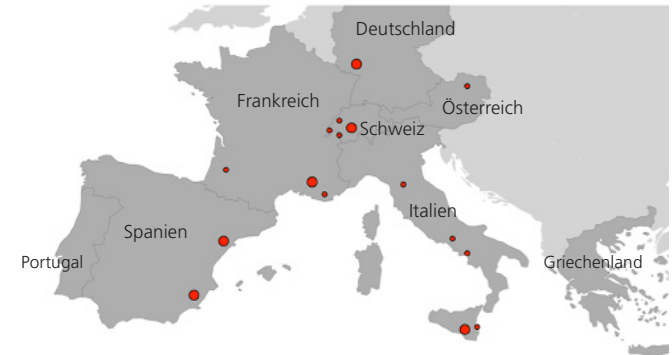 Deutschland
Frankreich
Österreich
Schweiz
Italien
Spanien
Portugal
Griechenland